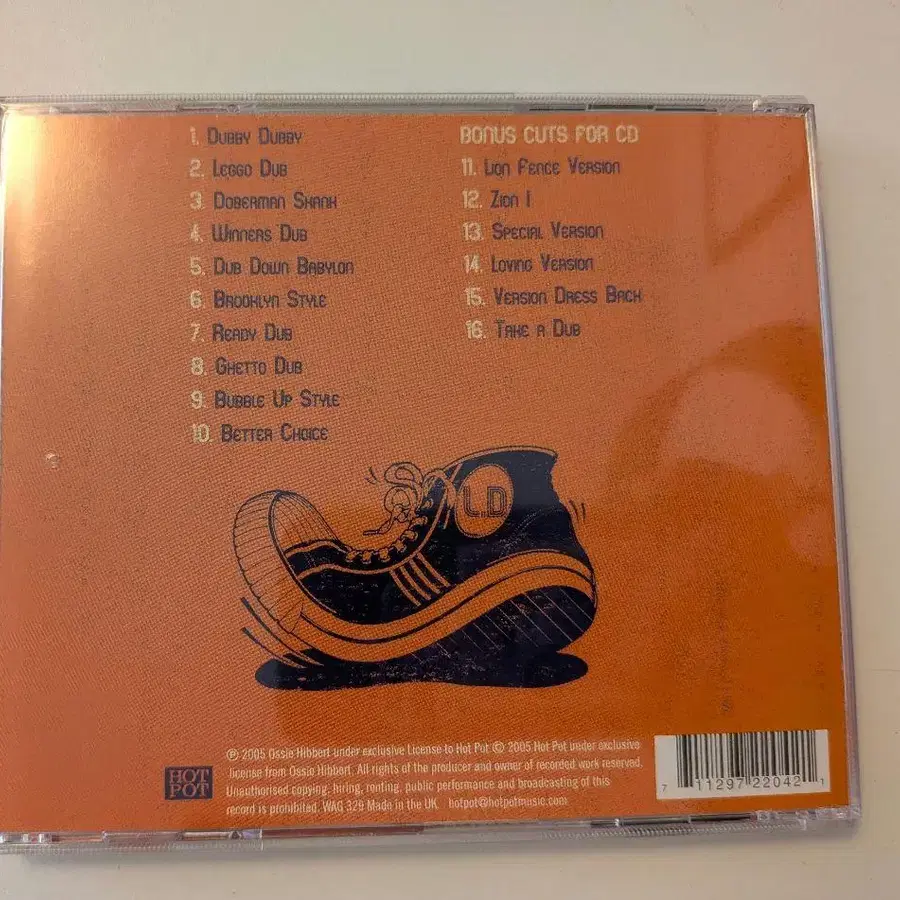 1. Dubby Dubby
2. Leggo Dub
3. Doberman Skank
4. Winners Dub
5. Dub Down Babylon
6. Brooklyn Style
7. Ready Dub
8. Ghetto Dub
9. Bubble Up Style
10. Better Choice
BONUS CUTS FOR CD
11. Lion Fence Version
12. Zion I
13. Special Version
14. Loving Version
15. Version Dress Back
16. Take a Dub
L.D
HOT POT
℗ 2005 Ossie Hibbert under exclusive License to Hot Pot © 2005 Hot Pot under exclusive
license from Ossie Hibbert. All rights of the producer and owner of recorded work reserved.
Unauthorised copying, hiring, routing, public performance and broadcasting of this
record is prohibited. WAG 329 Made in the UK hotpot@hotpotmusic.com
7 11297 22042 1